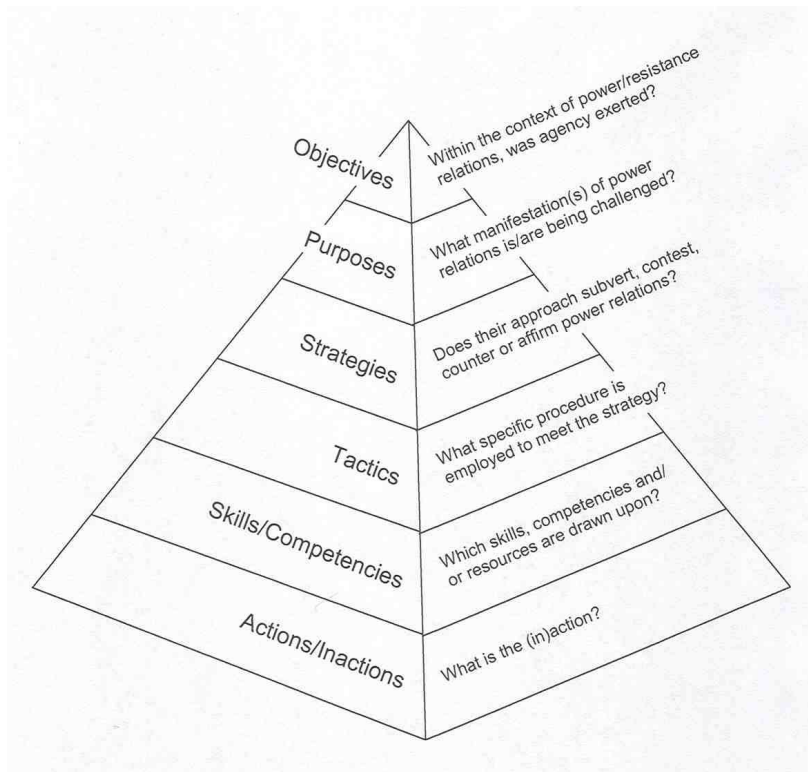 Objectives
Within the context of power/resistance
relations, was agency exerted?
Purposes
What manifestation(s) of power
relations is/are being challenged?
Strategies
Does their approach subvert, contest,
counter or affirm power relations?
Tactics
What specific procedure is
employed to meet the strategy?
Skills/Competencies
Which skills, competencies and/
or resources are drawn upon?
Actions/Inactions
What is the (in)action?